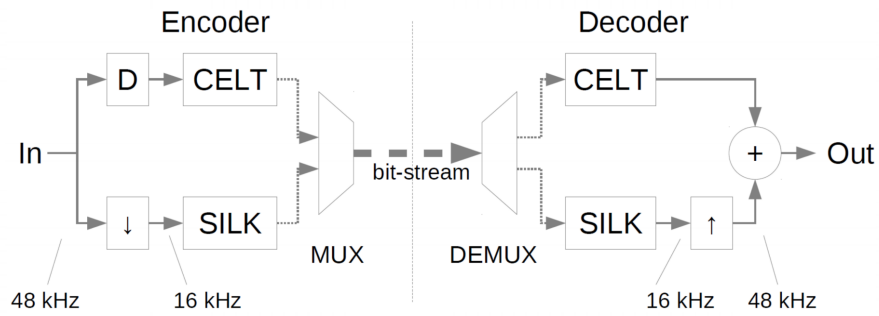 Encoder
Decoder
D
CELT
CELT
In
bit-stream
+
Out
↓
SILK
SILK
↑
MUX
DEMUX
48 kHz
16 kHz
16 kHz
48 kHz